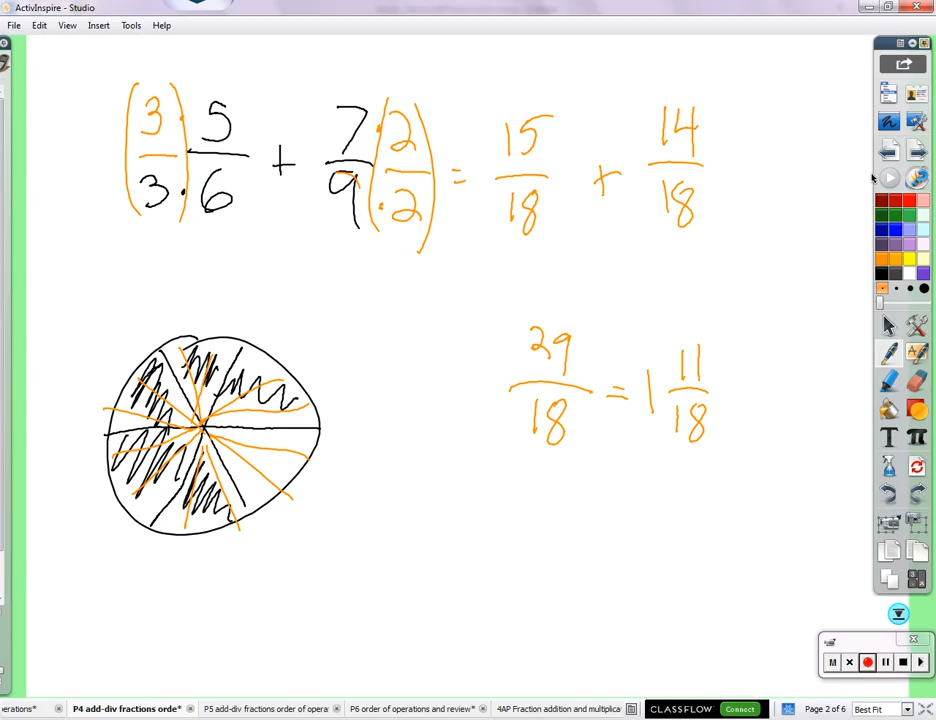 ActivInspire - Studio
File Edit View Insert Tools Help
(3/3) · 5/6 + 7/9 (· 2/· 2) = 15/18 + 14/18
29/18 = 1 11/18
M
erations* P4 add-div fractions orde* P5 add-div fractions order of opera P6 order of operations and review* 4AP Fraction addition and multiplica CLASSFLOW Connect Page 2 of 6 Best Fit